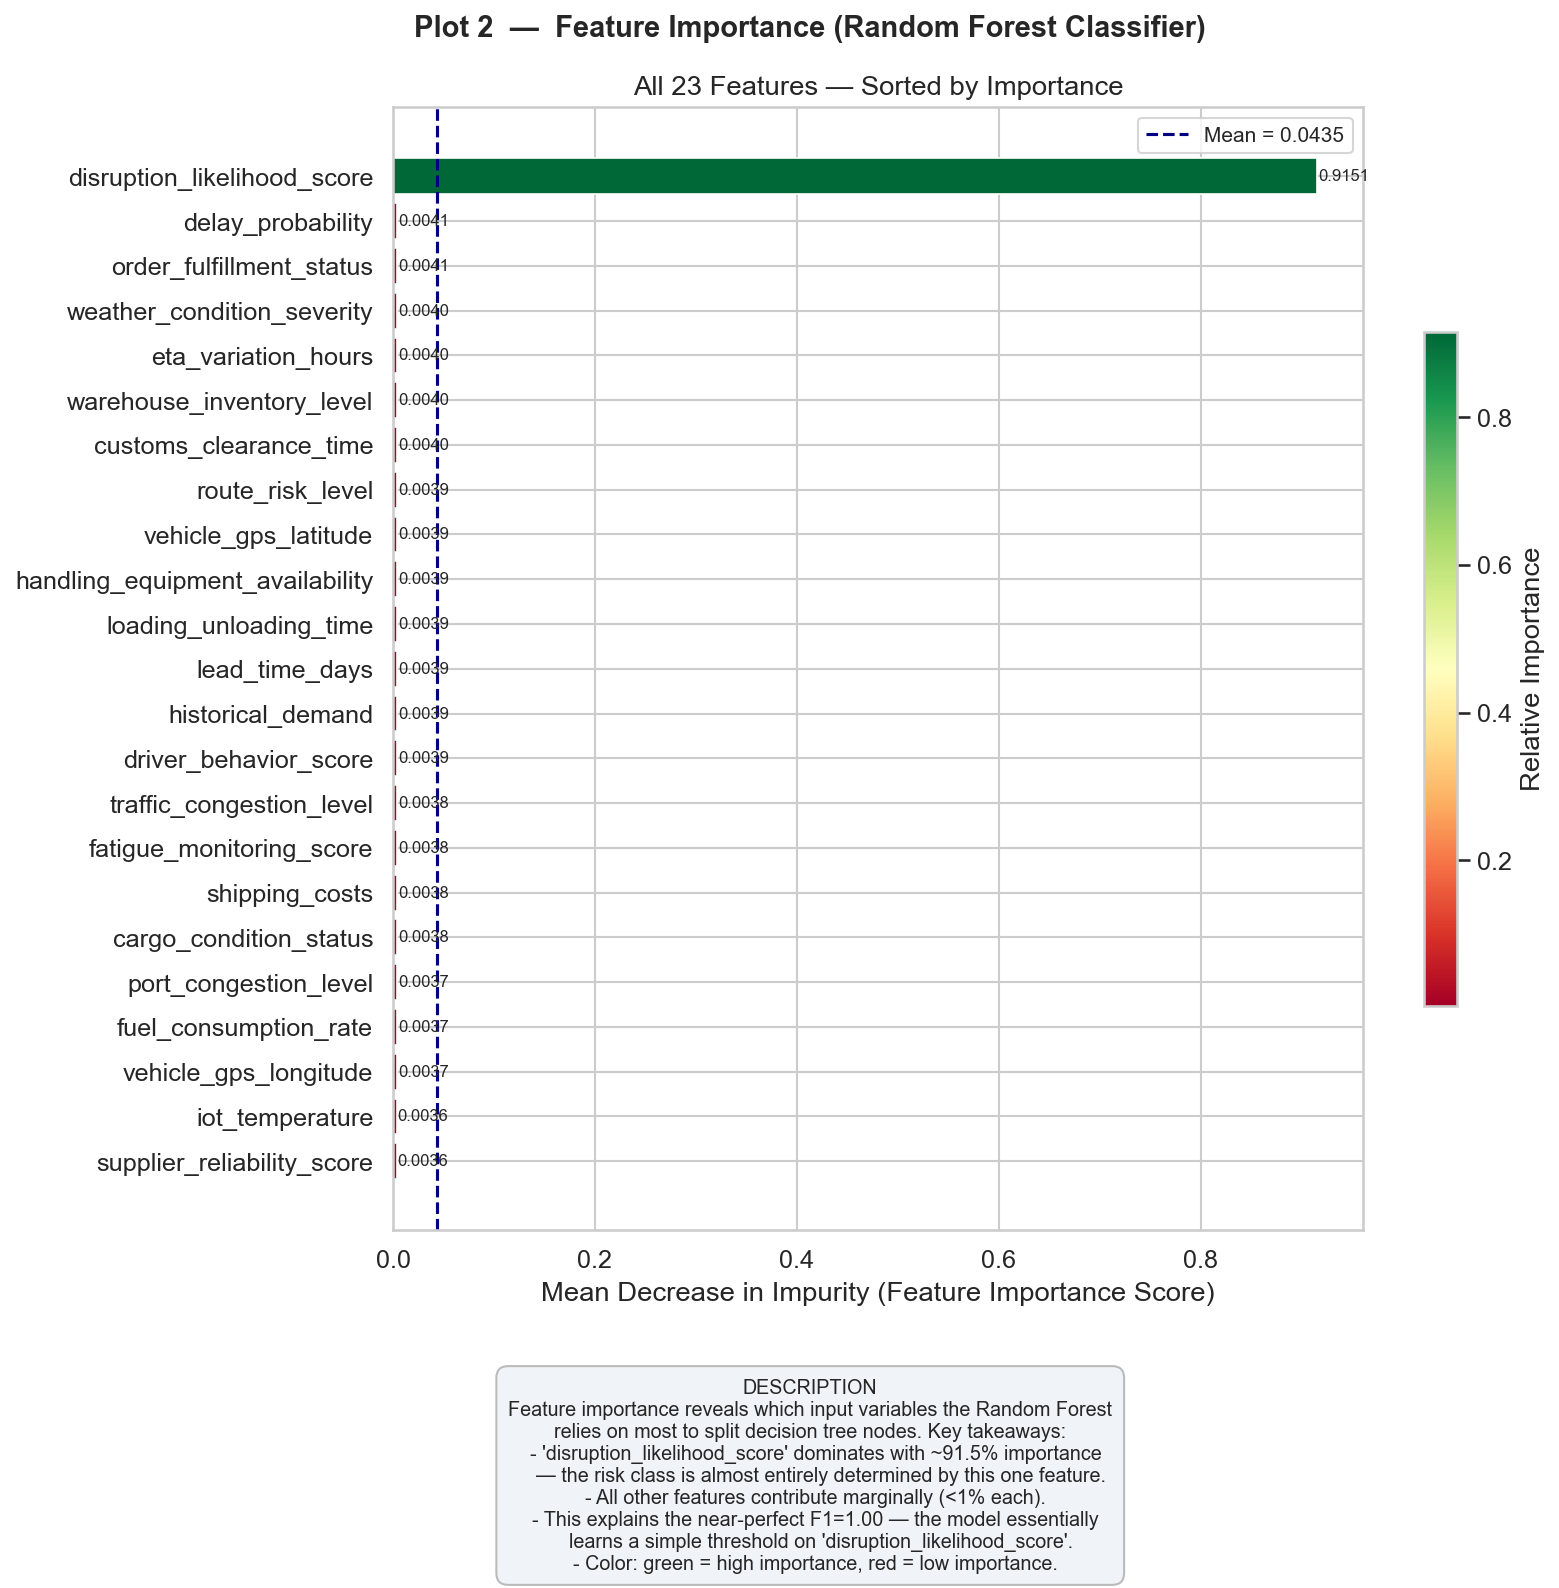 Plot 2 — Feature Importance (Random Forest Classifier)
All 23 Features — Sorted by Importance
Mean = 0.0435
disruption_likelihood_score 0.9151
delay_probability 0.0041
order_fulfillment_status 0.0041
weather_condition_severity 0.0040
eta_variation_hours 0.0040
warehouse_inventory_level 0.0040
customs_clearance_time 0.0040
route_risk_level 0.0039
vehicle_gps_latitude 0.0039
handling_equipment_availability 0.0039
loading_unloading_time 0.0039
lead_time_days 0.0039
historical_demand 0.0039
driver_behavior_score 0.0039
traffic_congestion_level 0.0038
fatigue_monitoring_score 0.0038
shipping_costs 0.0038
cargo_condition_status 0.0038
port_congestion_level 0.0037
fuel_consumption_rate 0.0037
vehicle_gps_longitude 0.0037
iot_temperature 0.0036
supplier_reliability_score 0.0036
0.0 0.2 0.4 0.6 0.8
Mean Decrease in Impurity (Feature Importance Score)
0.8
0.6
0.4
0.2
Relative Importance
DESCRIPTION
Feature importance reveals which input variables the Random Forest
relies on most to split decision tree nodes. Key takeaways:
- 'disruption_likelihood_score' dominates with ~91.5% importance
— the risk class is almost entirely determined by this one feature.
- All other features contribute marginally (<1% each).
- This explains the near-perfect F1=1.00 — the model essentially
learns a simple threshold on 'disruption_likelihood_score'.
- Color: green = high importance, red = low importance.